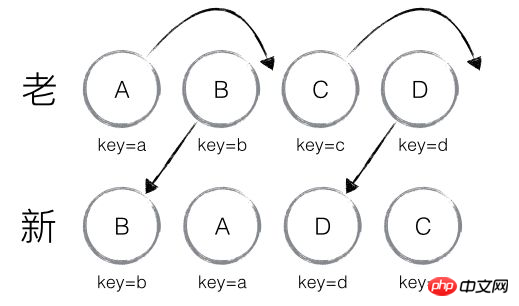 老 A B C D
key=a key=b key=c key=d
新 B A D C
key=b key=a key=d key=
php 中文网